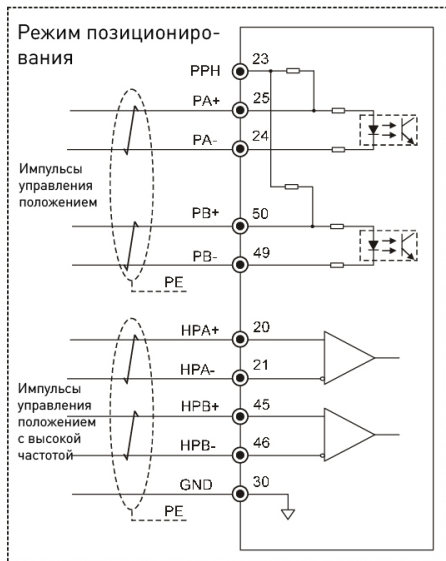 Режим позициониро-
вания
PPH 23
PA+ 25
PA- 24
Импульсы
управления
положением
PB+ 50
PB- 49
PE
HPA+ 20
HPA- 21
Импульсы
управления
положением
с высокой
частотой
HPB+ 45
HPB- 46
GND 30
PE